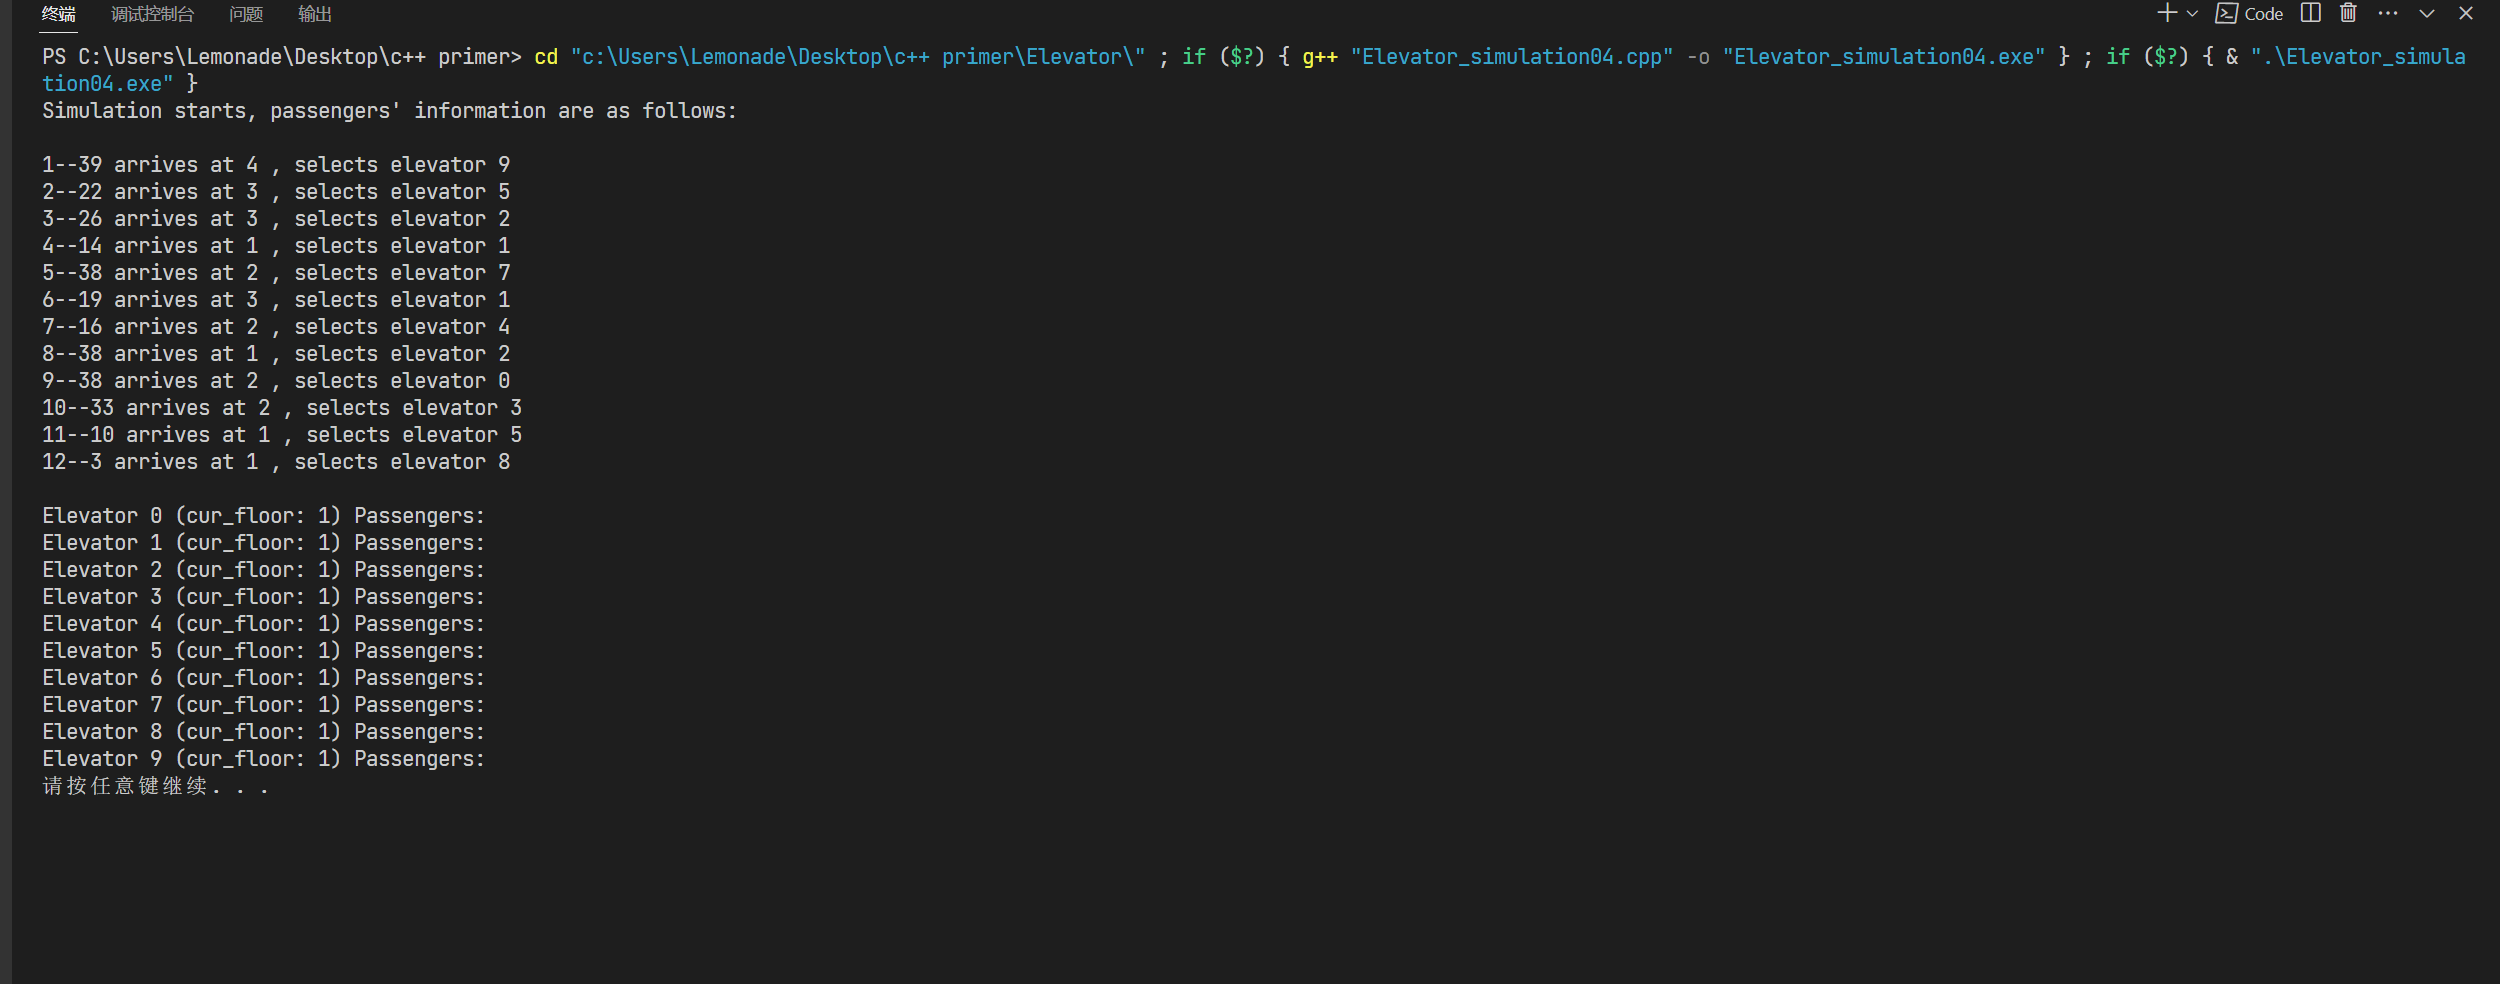 终端 调试控制台 问题 输出 Code
PS C:\Users\Lemonade\Desktop\c++ primer> cd "c:\Users\Lemonade\Desktop\c++ primer\Elevator\" ; if ($?) { g++ "Elevator_simulation04.cpp" -o "Elevator_simulation04.exe" } ; if ($?) { & ".\Elevator_simula
tion04.exe" }
Simulation starts, passengers' information are as follows:
1--39 arrives at 4 , selects elevator 9
2--22 arrives at 3 , selects elevator 5
3--26 arrives at 3 , selects elevator 2
4--14 arrives at 1 , selects elevator 1
5--38 arrives at 2 , selects elevator 7
6--19 arrives at 3 , selects elevator 1
7--16 arrives at 2 , selects elevator 4
8--38 arrives at 1 , selects elevator 2
9--38 arrives at 2 , selects elevator 0
10--33 arrives at 2 , selects elevator 3
11--10 arrives at 1 , selects elevator 5
12--3 arrives at 1 , selects elevator 8
Elevator 0 (cur_floor: 1) Passengers:
Elevator 1 (cur_floor: 1) Passengers:
Elevator 2 (cur_floor: 1) Passengers:
Elevator 3 (cur_floor: 1) Passengers:
Elevator 4 (cur_floor: 1) Passengers:
Elevator 5 (cur_floor: 1) Passengers:
Elevator 6 (cur_floor: 1) Passengers:
Elevator 7 (cur_floor: 1) Passengers:
Elevator 8 (cur_floor: 1) Passengers:
Elevator 9 (cur_floor: 1) Passengers:
请按任意键继续. . .